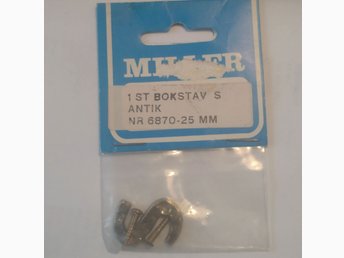 MILLER
1 ST BOKSTAV S
ANTIK
NR 6870-25 MM